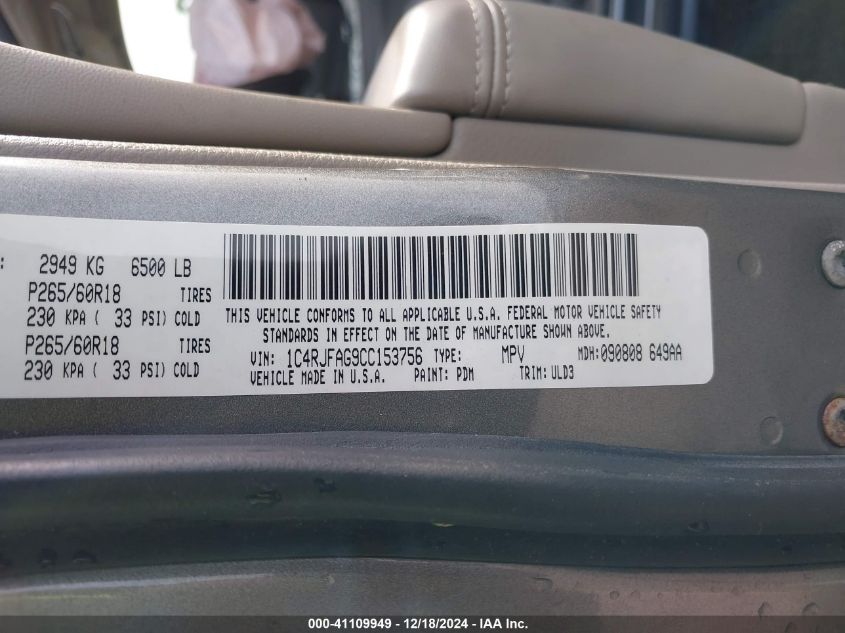 : 2949 KG 6500 LB
P265/60R18 TIRES
230 KPA ( 33 PSI) COLD
P265/60R18 TIRES
230 KPA ( 33 PSI) COLD
THIS VEHICLE CONFORMS TO ALL APPLICABLE U.S.A. FEDERAL MOTOR VEHICLE SAFETY
STANDARDS IN EFFECT ON THE DATE OF MANUFACTURE SHOWN ABOVE.
VIN: 1C4RJFAG9CC153756 TYPE: MPV MDH:090808 649AA
VEHICLE MADE IN U.S.A. PAINT: PDM TRIM: ULD3
000-41109949 - 12/18/2024 - IAA Inc.